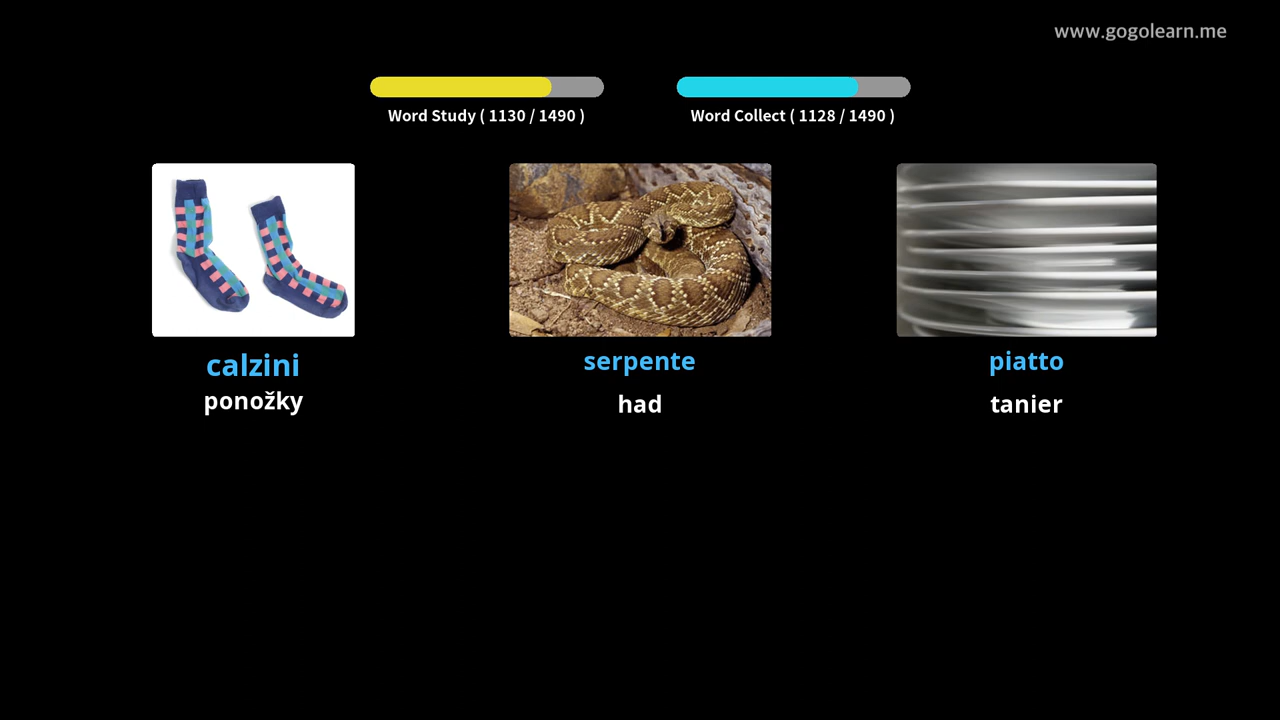 www.gogolearn.me
Word Study ( 1130 / 1490 )
Word Collect ( 1128 / 1490 )
calzini
ponožky
serpente
had
piatto
tanier